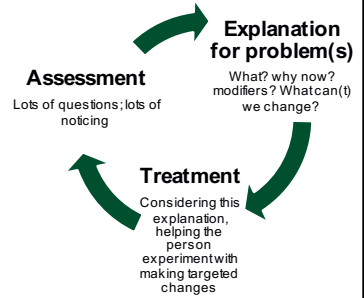 Explanation
for problem(s)
What? why now?
modifiers? What can(t)
we change?
Assessment
Lots of questions; lots of
noticing
Treatment
Considering this
explanation,
helping the
person
experiment with
making targeted
changes